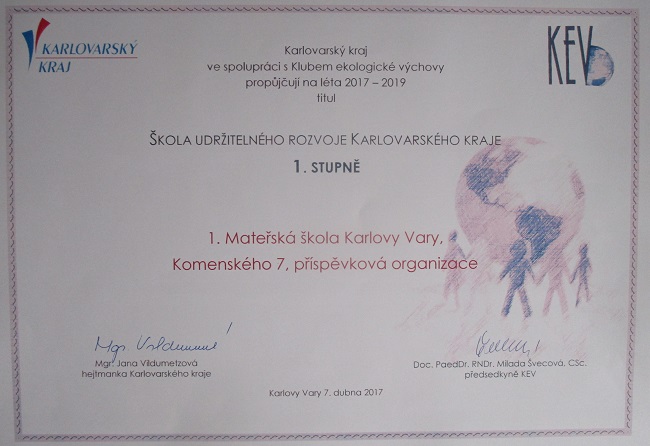 KARLOVARSKÝ
KRAJ
KEV
Karlovarský kraj
ve spolupráci s Klubem ekologické výchovy
propůjčují na léta 2017 – 2019
titul
ŠKOLA UDRŽITELNÉHO ROZVOJE KARLOVARSKÉHO KRAJE
1. STUPNĚ
1. Mateřská škola Karlovy Vary,
Komenského 7, příspěvková organizace
Mgr. Jana Vildumetzová
hejtmanka Karlovarského kraje
Doc. PaedDr. RNDr. Milada Švecová, CSc.
předsedkyně KEV
Karlovy Vary 7. dubna 2017